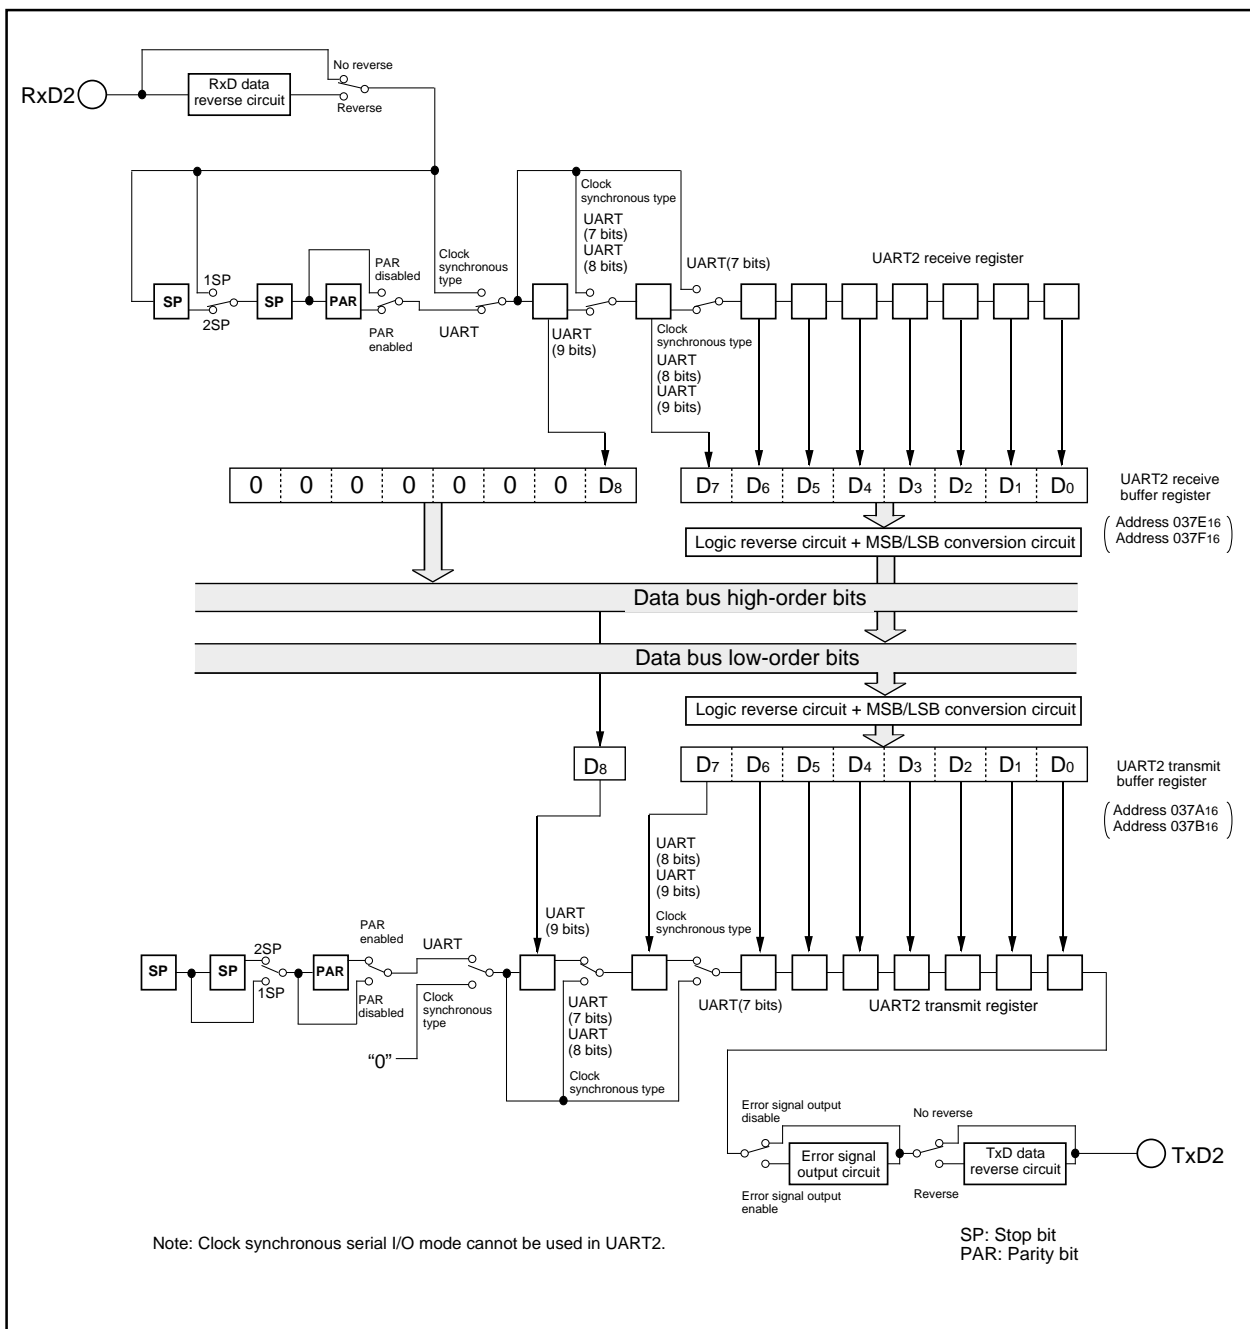 No reverse
RxD2
RxD data
reverse circuit
Reverse
Clock
synchronous type
UART
(7 bits)
UART
(8 bits)
UART(7 bits)
UART2 receive register
PAR
disabled
Clock
synchronous
type
1SP
SP
SP
PAR
2SP
PAR
enabled
UART
UART
(9 bits)
Clock
synchronous type
UART
(8 bits)
UART
(9 bits)
0 0 0 0 0 0 0 D8
D7 D6 D5 D4 D3 D2 D1 D0
UART2 receive
buffer register
Address 037E16
Address 037F16
Logic reverse circuit + MSB/LSB conversion circuit
Data bus high-order bits
Data bus low-order bits
Logic reverse circuit + MSB/LSB conversion circuit
D8
D7 D6 D5 D4 D3 D2 D1 D0
UART2 transmit
buffer register
Address 037A16
Address 037B16
UART
(8 bits)
UART
(9 bits)
Clock
synchronous type
UART
(9 bits)
PAR
enabled
UART
2SP
SP
SP
PAR
1SP
PAR
disabled
Clock
synchronous
type
“0”
UART
(7 bits)
UART
(8 bits)
Clock
synchronous type
UART(7 bits)
UART2 transmit register
Error signal output
disable
No reverse
Error signal
output circuit
TxD data
reverse circuit
TxD2
Error signal output
enable
Reverse
Note: Clock synchronous serial I/O mode cannot be used in UART2.
SP: Stop bit
PAR: Parity bit